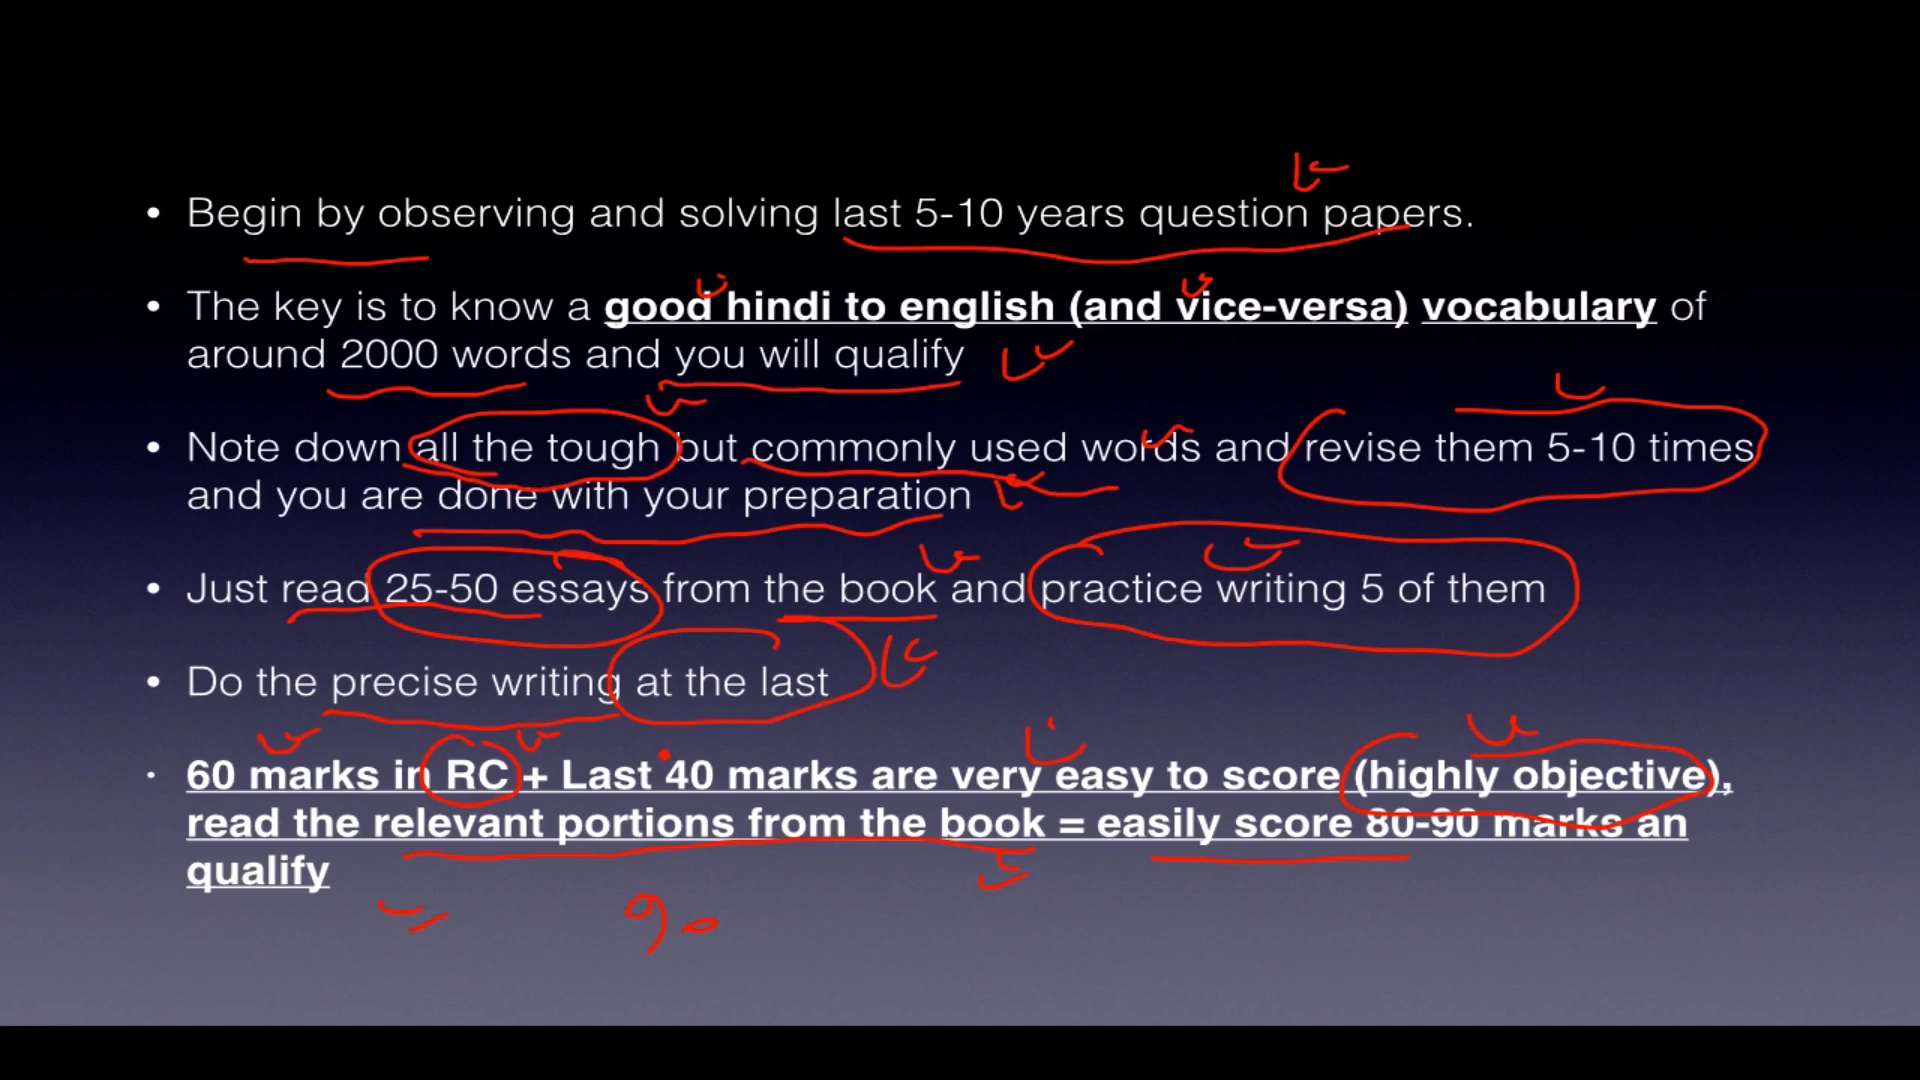 • Begin by observing and solving last 5-10 years question papers.
• The key is to know a good hindi to english (and vice-versa) vocabulary of
around 2000 words and you will qualify
• Note down all the tough but commonly used words and revise them 5-10 times
and you are done with your preparation
• Just read 25-50 essays from the book and practice writing 5 of them
• Do the precise writing at the last
• 60 marks in RC + Last 40 marks are very easy to score (highly objective),
read the relevant portions from the book = easily score 80-90 marks an
qualify
90